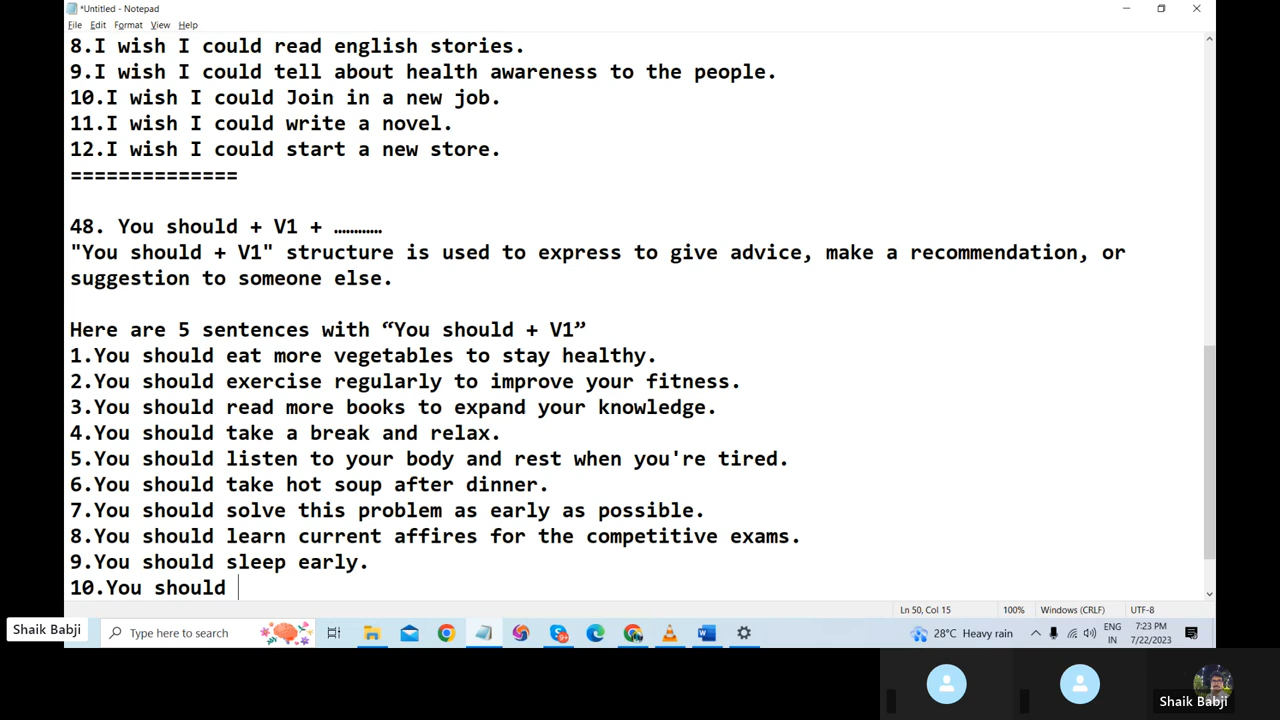 *Untitled - Notepad
File Edit Format View Help
8.I wish I could read english stories.
9.I wish I could tell about health awareness to the people.
10.I wish I could Join in a new job.
11.I wish I could write a novel.
12.I wish I could start a new store.
==============
48. You should + V1 + …………
"You should + V1" structure is used to express to give advice, make a recommendation, or
suggestion to someone else.
Here are 5 sentences with “You should + V1”
1.You should eat more vegetables to stay healthy.
2.You should exercise regularly to improve your fitness.
3.You should read more books to expand your knowledge.
4.You should take a break and relax.
5.You should listen to your body and rest when you're tired.
6.You should take hot soup after dinner.
7.You should solve this problem as early as possible.
8.You should learn current affires for the competitive exams.
9.You should sleep early.
10.You should
Ln 50, Col 15 100% Windows (CRLF) UTF-8
Shaik Babji
Type here to search
28°C Heavy rain
ENG
IN
7:23 PM
7/22/2023
Shaik Babji